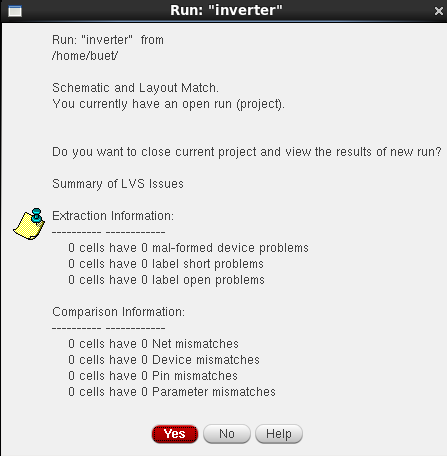 Run: "inverter"
Run: "inverter" from
/home/buet/
Schematic and Layout Match.
You currently have an open run (project).
Do you want to close current project and view the results of new run?
Summary of LVS Issues
Extraction Information:
---------- ------------
0 cells have 0 mal-formed device problems
0 cells have 0 label short problems
0 cells have 0 label open problems
Comparison Information:
---------- ------------
0 cells have 0 Net mismatches
0 cells have 0 Device mismatches
0 cells have 0 Pin mismatches
0 cells have 0 Parameter mismatches
Yes No Help